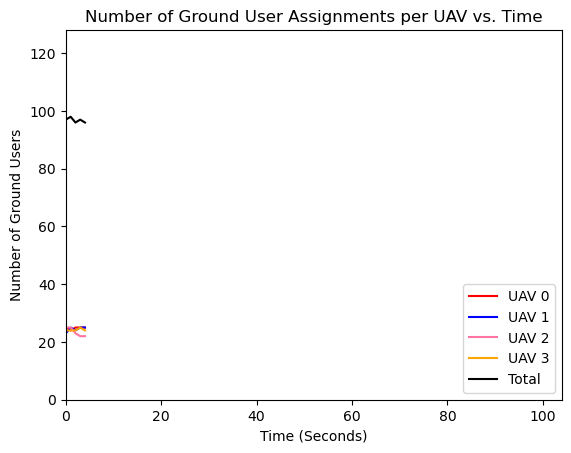 Number of Ground User Assignments per UAV vs. Time
Number of Ground Users
120
100
80
60
40
20
0
0 20 40 60 80 100
Time (Seconds)
UAV 0
UAV 1
UAV 2
UAV 3
Total